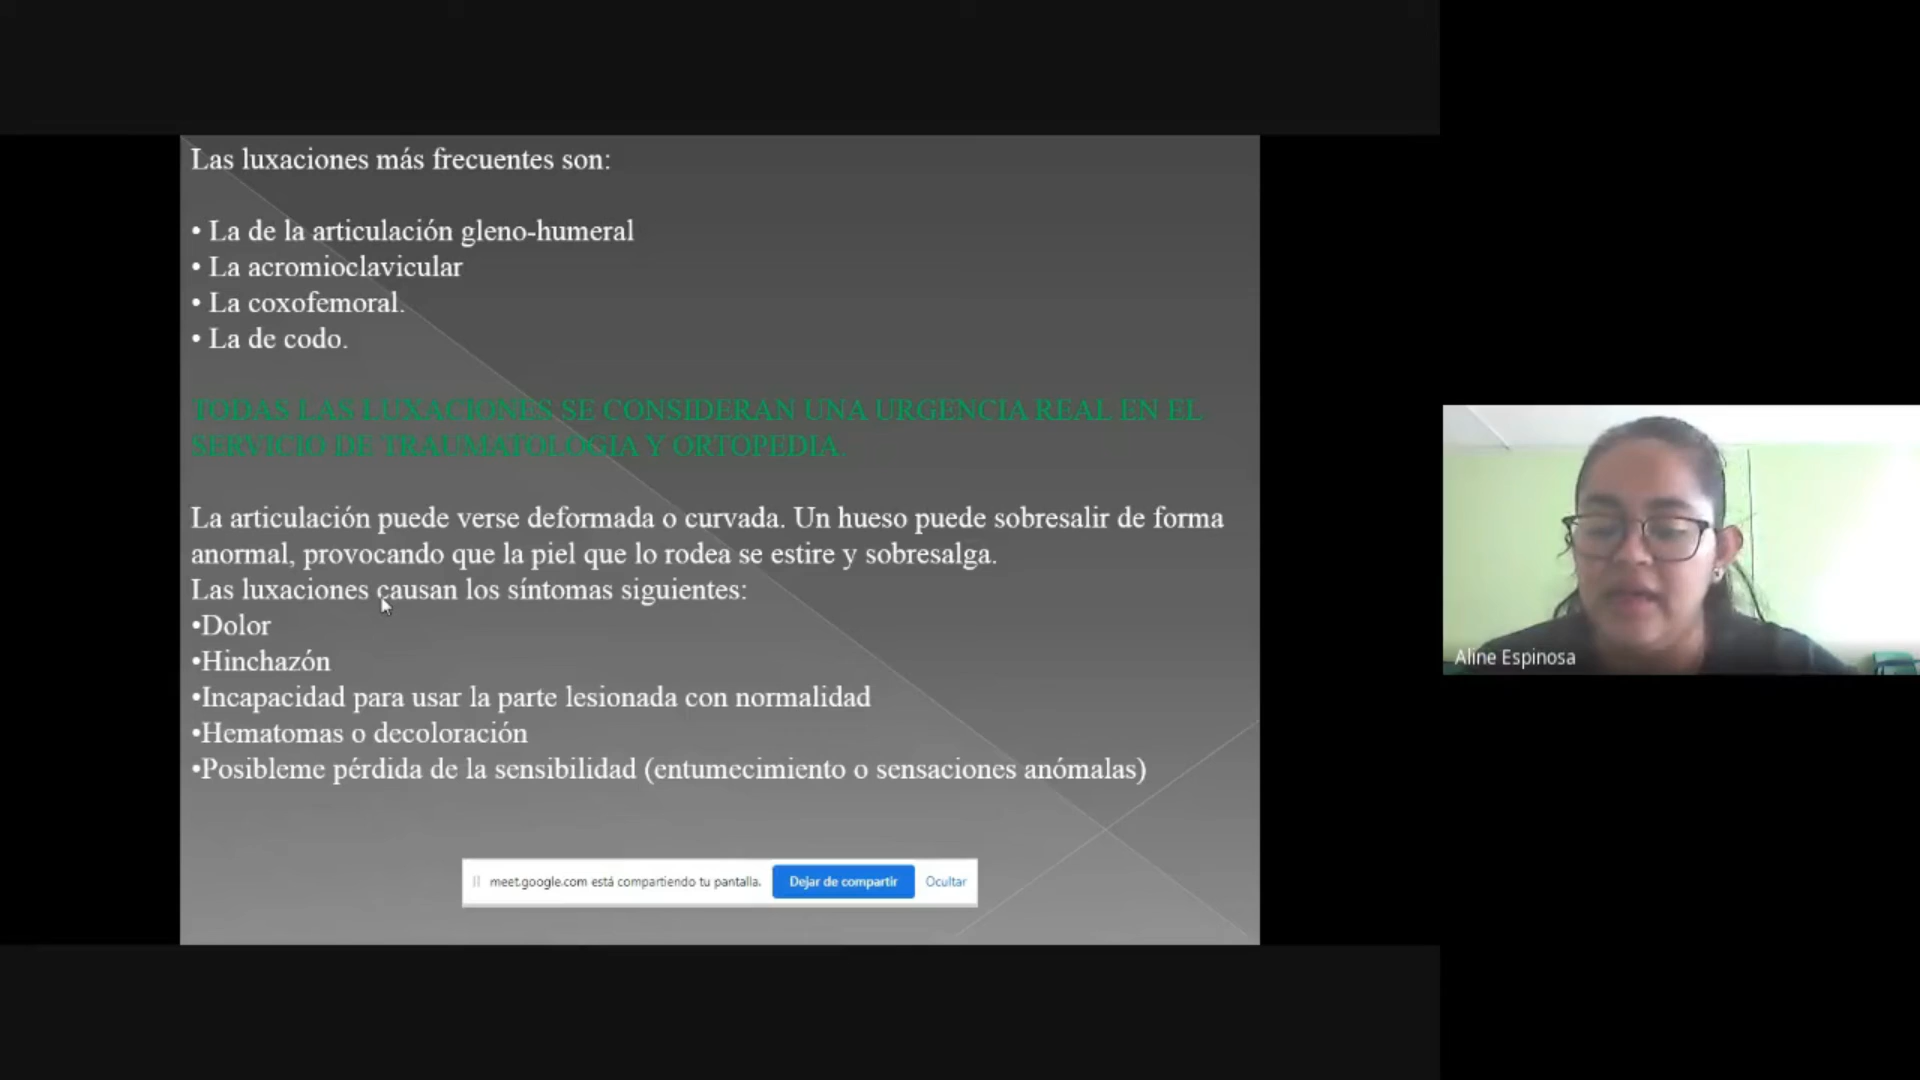 Las luxaciones más frecuentes son:
• La de la articulación gleno-humeral
• La acromioclavicular
• La coxofemoral.
• La de codo.
TODAS LAS LUXACIONES SE CONSIDERAN UNA URGENCIA REAL EN EL
SERVICIO DE TRAUMATOLOGIA Y ORTOPEDIA.
La articulación puede verse deformada o curvada. Un hueso puede sobresalir de forma
anormal, provocando que la piel que lo rodea se estire y sobresalga.
Las luxaciones causan los síntomas siguientes:
•Dolor
•Hinchazón
•Incapacidad para usar la parte lesionada con normalidad
•Hematomas o decoloración
•Posibleme pérdida de la sensibilidad (entumecimiento o sensaciones anómalas)
meet.google.com está compartiendo tu pantalla. Dejar de compartir Ocultar
Aline Espinosa